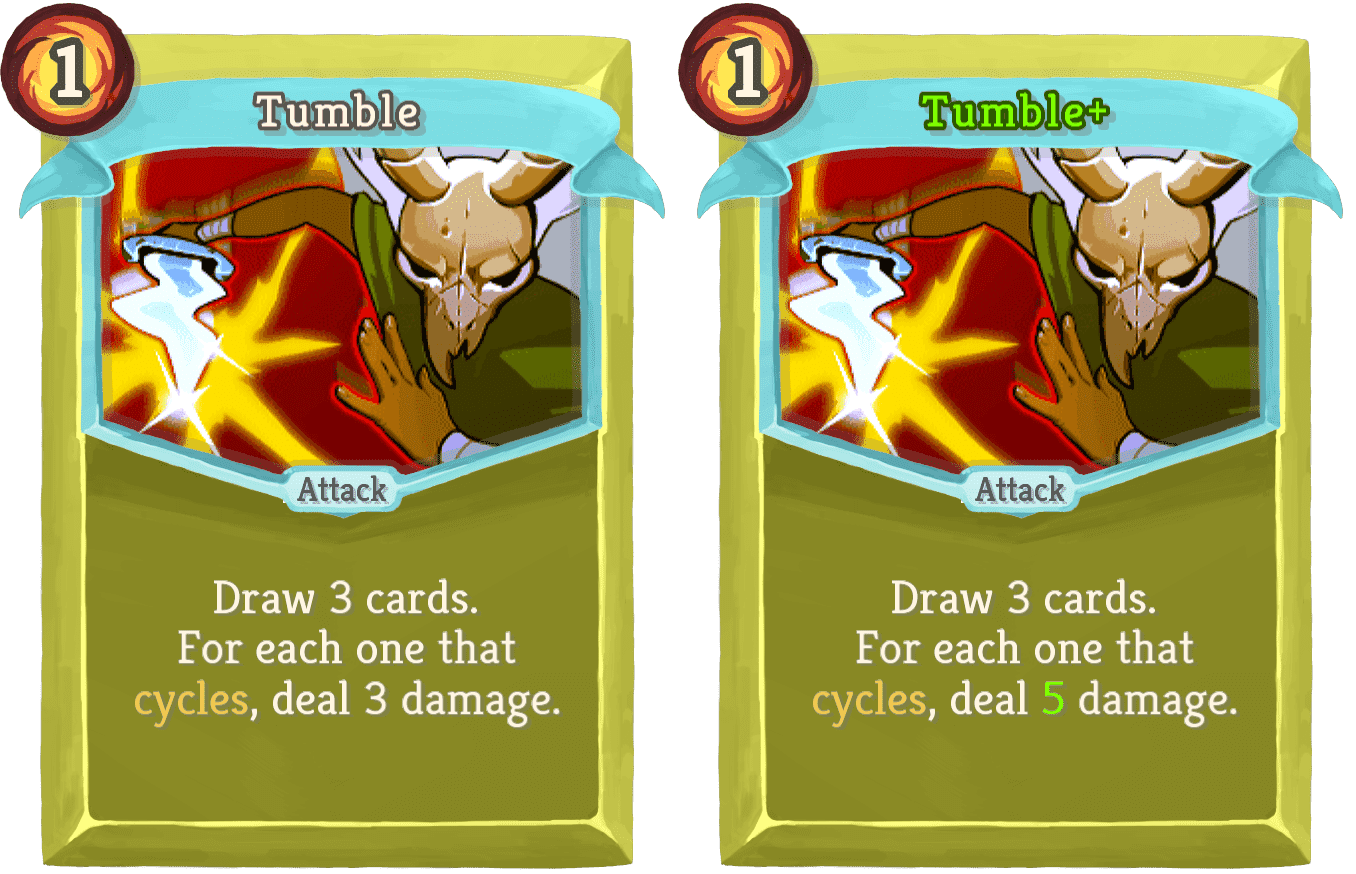 1
Tumble
Attack
Draw 3 cards.
For each one that
cycles, deal 3 damage.
1
Tumble+
Attack
Draw 3 cards.
For each one that
cycles, deal 5 damage.